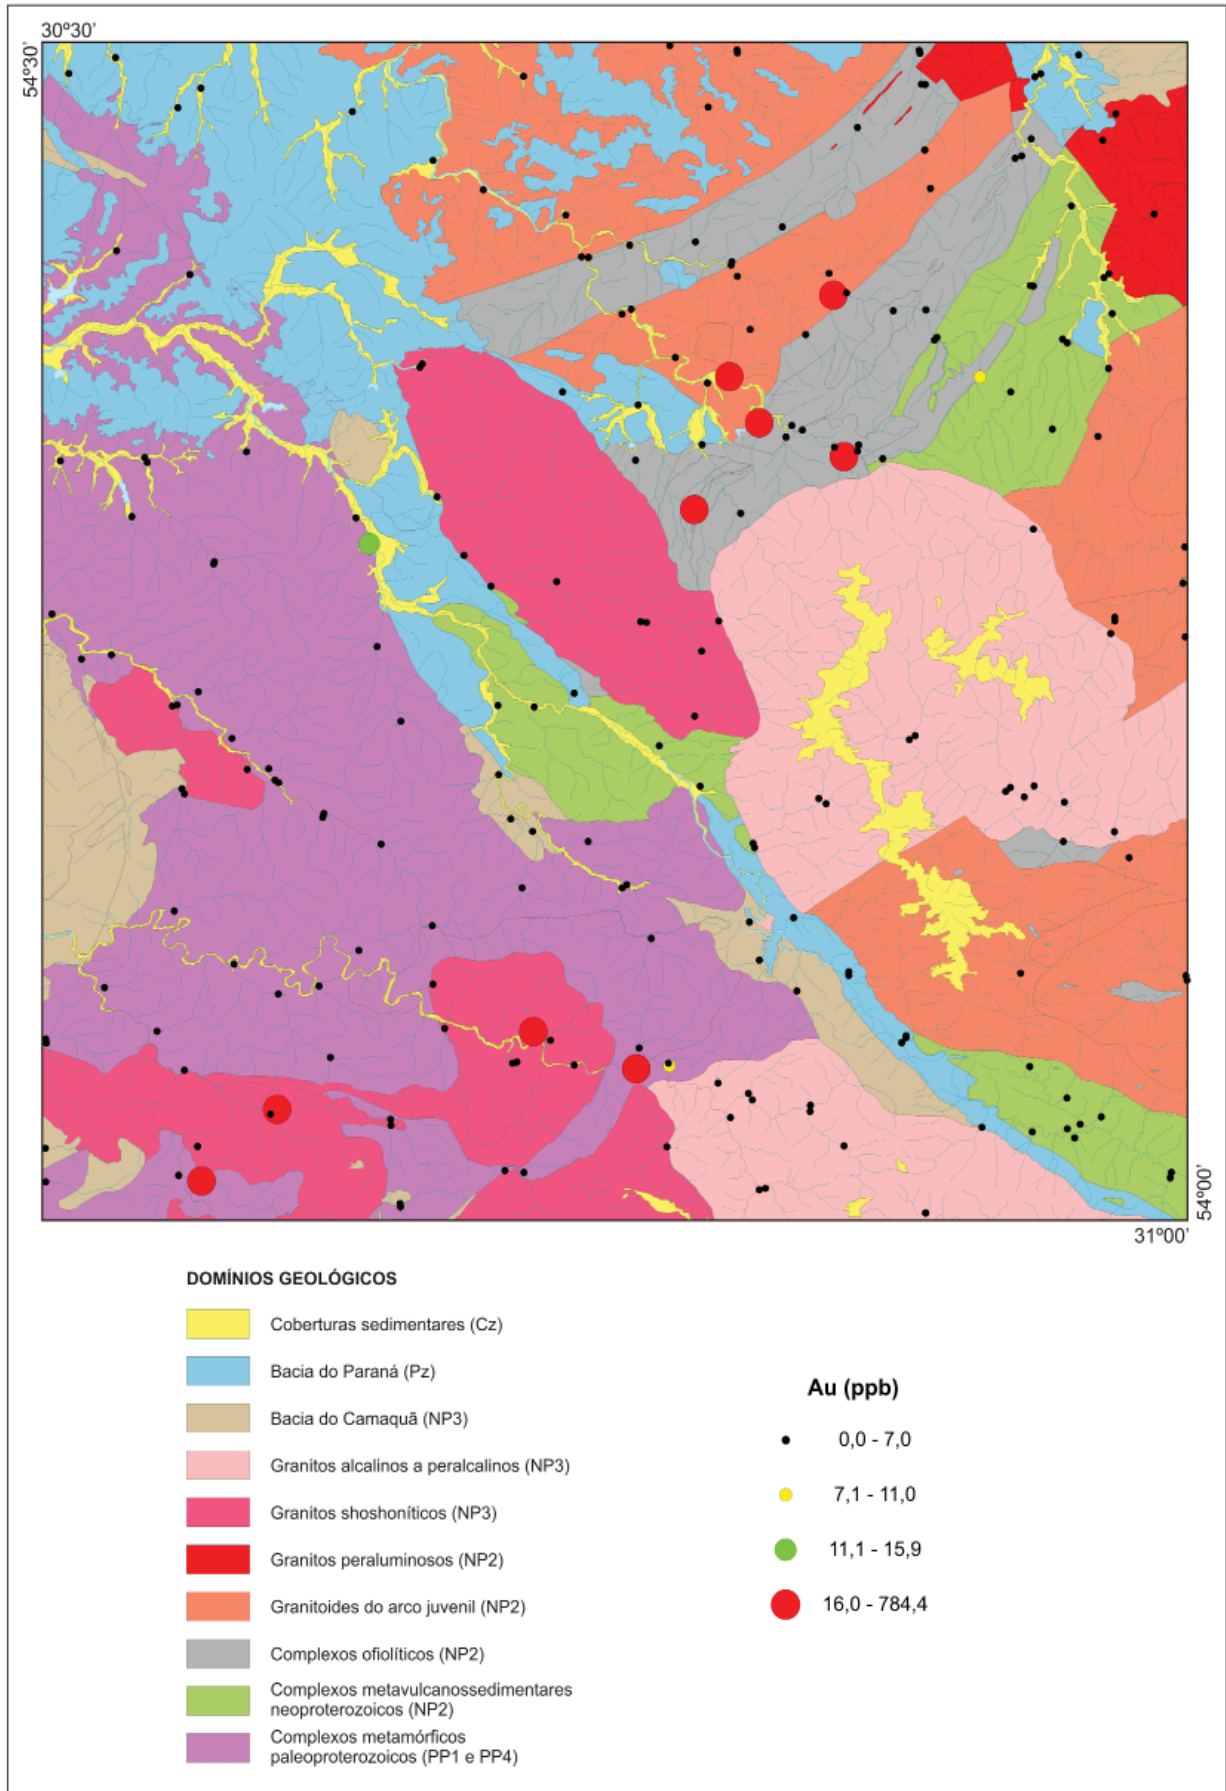 30º30’
54º30’
54º00’
31º00’
DOMÍNIOS GEOLÓGICOS
Coberturas sedimentares (Cz)
Bacia do Paraná (Pz)
Bacia do Camaquã (NP3)
Granitos alcalinos a peralcalinos (NP3)
Granitos shoshoníticos (NP3)
Granitos peraluminosos (NP2)
Granitoides do arco juvenil (NP2)
Complexos ofiolíticos (NP2)
Complexos metavulcanossedimentares
neoproterozoicos (NP2)
Complexos metamórficos
paleoproterozoicos (PP1 e PP4)
Au (ppb)
0,0 - 7,0
7,1 - 11,0
11,1 - 15,9
16,0 - 784,4